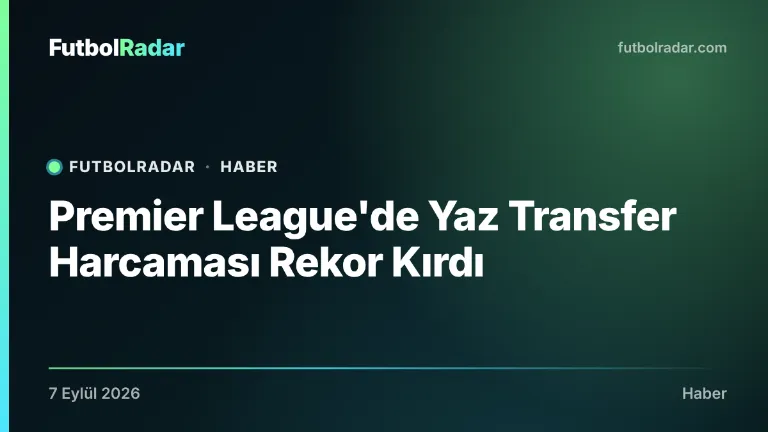 FutbolRadar
futbolradar.com
FUTBOLRADAR · HABER
Premier League'de Yaz Transfer
Harcaması Rekor Kırdı
7 Eylül 2026
Haber